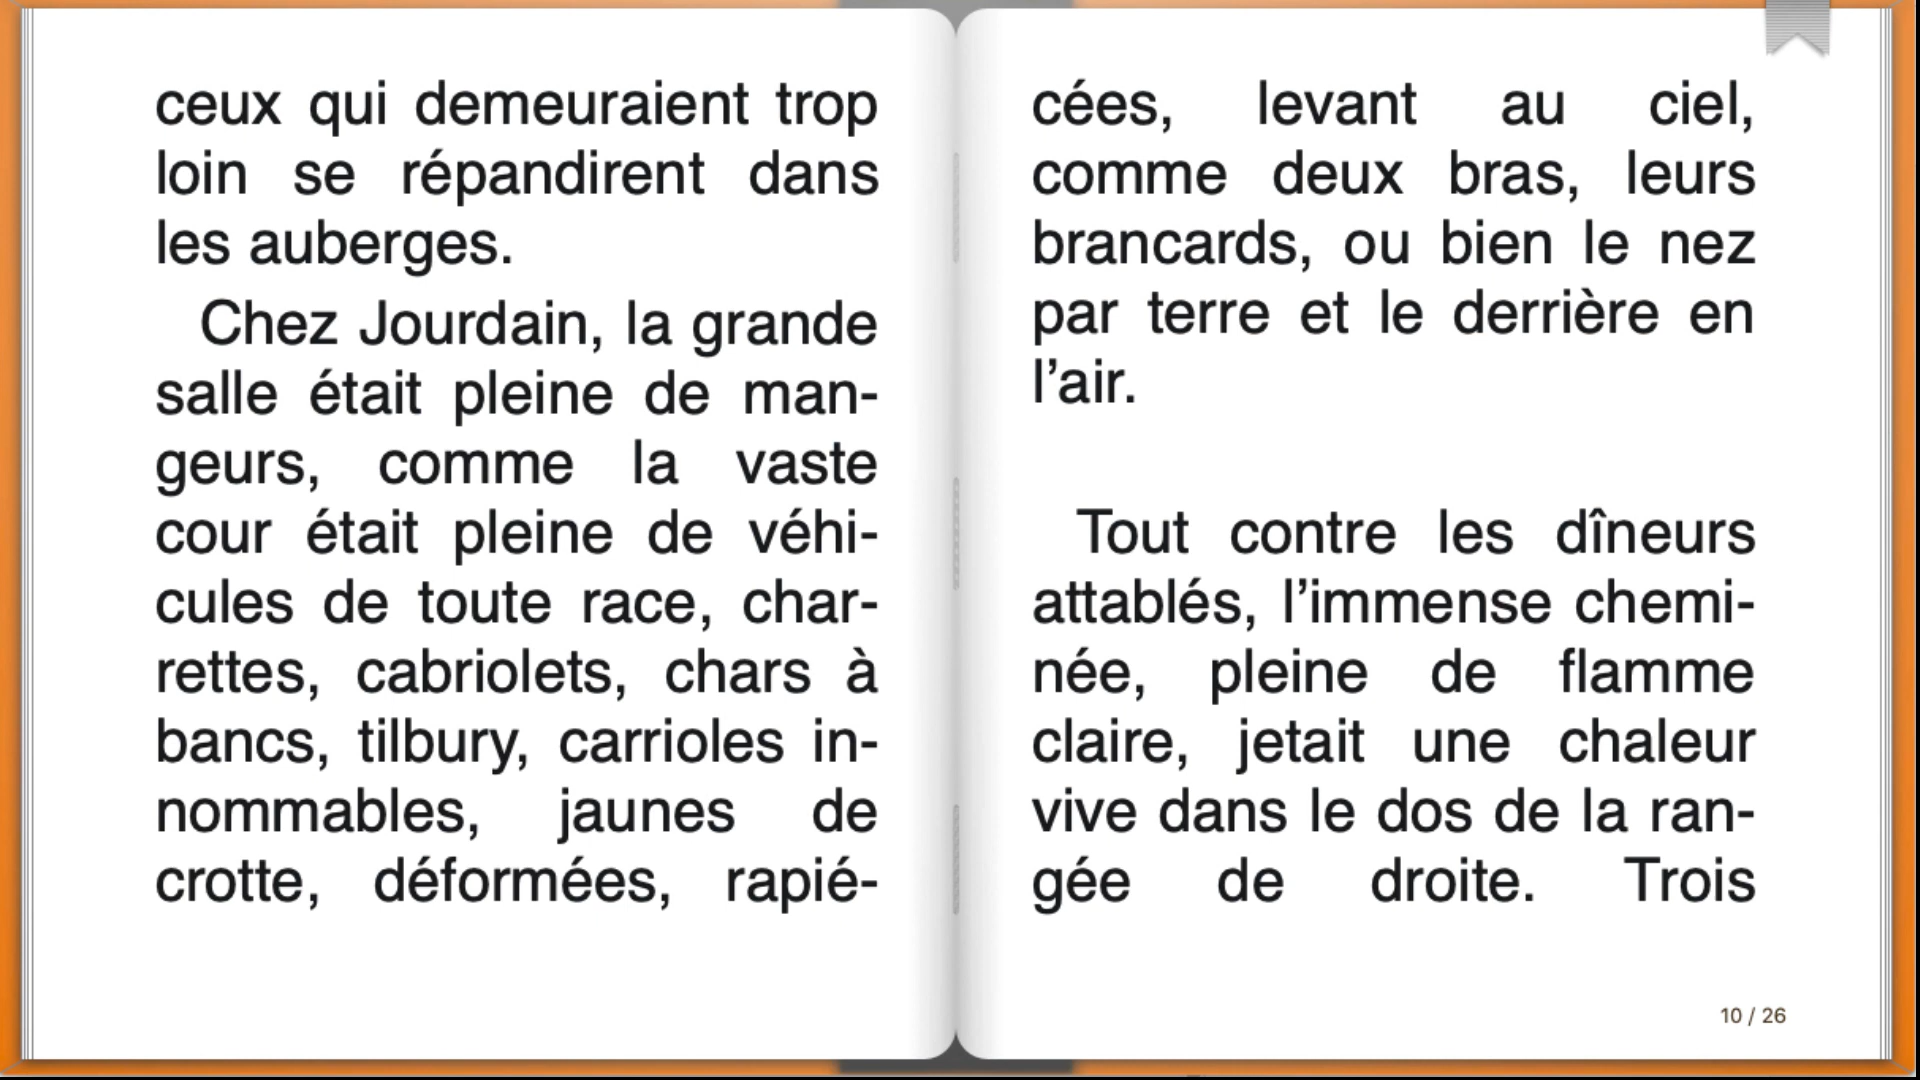 ceux qui demeuraient trop
loin se répandirent dans
les auberges.
Chez Jourdain, la grande
salle était pleine de man-
geurs, comme la vaste
cour était pleine de véhi-
cules de toute race, char-
rettes, cabriolets, chars à
bancs, tilbury, carrioles in-
nommables, jaunes de
crotte, déformées, rapié-
cées, levant au ciel,
comme deux bras, leurs
brancards, ou bien le nez
par terre et le derrière en
l’air.
Tout contre les dîneurs
attablés, l’immense chemi-
née, pleine de flamme
claire, jetait une chaleur
vive dans le dos de la ran-
gée de droite. Trois
10 / 26